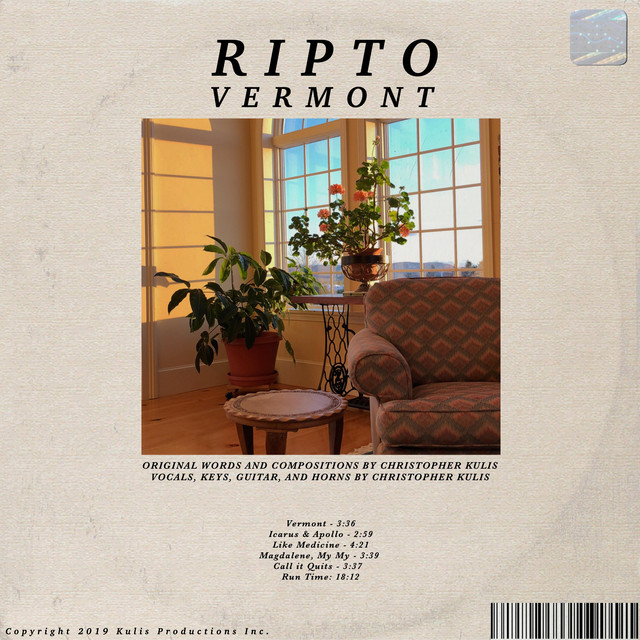 RIPTO
VERMONT
ORIGINAL WORDS AND COMPOSITIONS BY CHRISTOPHER KULIS
VOCALS, KEYS, GUITAR, AND HORNS BY CHRISTOPHER KULIS
Vermont - 3:36
Icarus & Apollo - 2:59
Like Medicine - 4:21
Magdalene, My My - 3:39
Call it Quits - 3:37
Run Time: 18:12
Copyright 2019 Kulis Productions Inc.